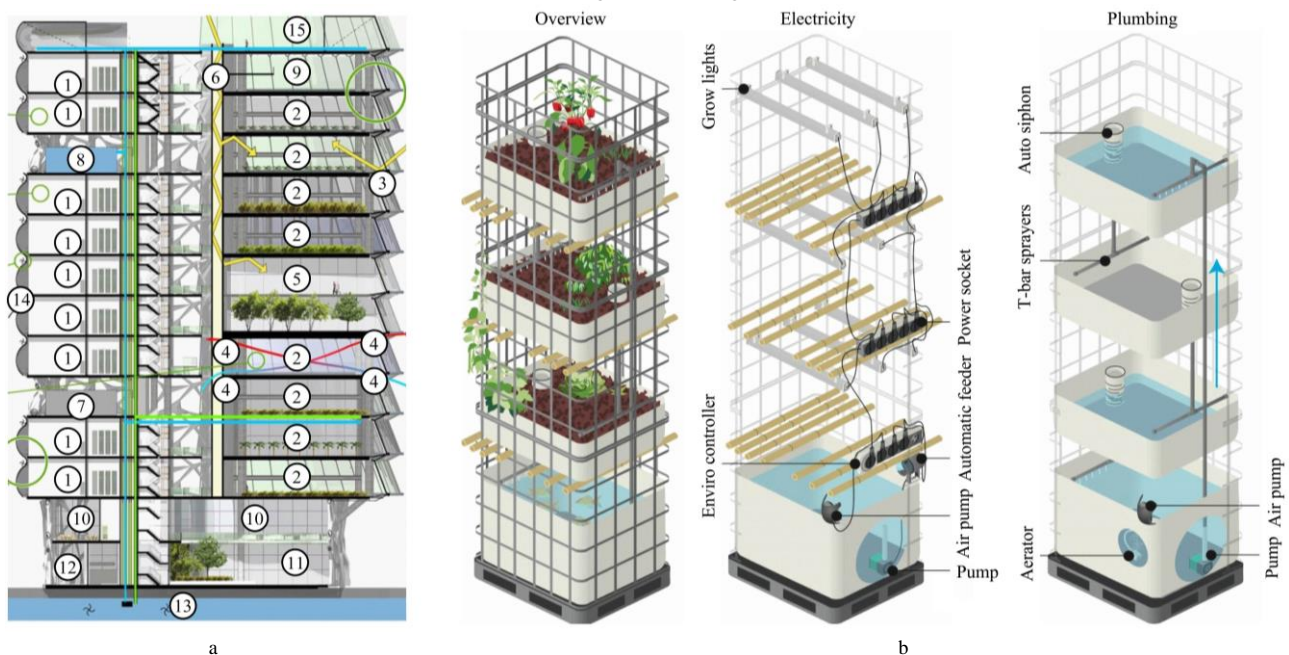 Overview
Electricity
Plumbing
15
6
9
1
1
2
8
2
3
1
2
1
2
1
5
14
1
1
4
2
4
4
4
7
2
1
2
1
2
10
10
12
11
13
Grow lights
Power socket
Enviro controller
Automatic feeder
Air pump
Pump
Auto siphon
T-bar sprayers
Aerator
Pump
Air pump
a
b